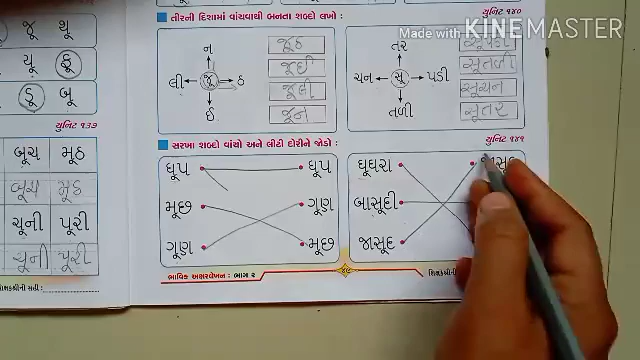 Made with KINEMASTER
જૂ થૂ
યૂ ફૂ
ડૂ બૂ
યુનિટ ૧૩૯
બૂચ મૂઠ
બૂચ મૂઠ
ચૂની પૂરી
ચૂની પૂરી
તીરની દિશામાં વાંચવાથી બનતા શબ્દો લખો :
ન
લી જૂ ઠ
ઈ
જૂઠ
જૂન
યુનિટ ૧૪૦
તર
ચન સૂ પડી
તળી
સૂપડી
સૂતળી
સૂચન
સૂતર
સરખા શબ્દો વાંચો અને લીટી દોરીને જોડો :
ધૂપ ધૂપ
મૂછ ગૂણ
ગૂણ મૂછ
યુનિટ ૧૪૧
ઘૂઘરા
બાસૂદી
જાસૂદ
ભાવિક અક્ષરલેખન : ભાગ ૨